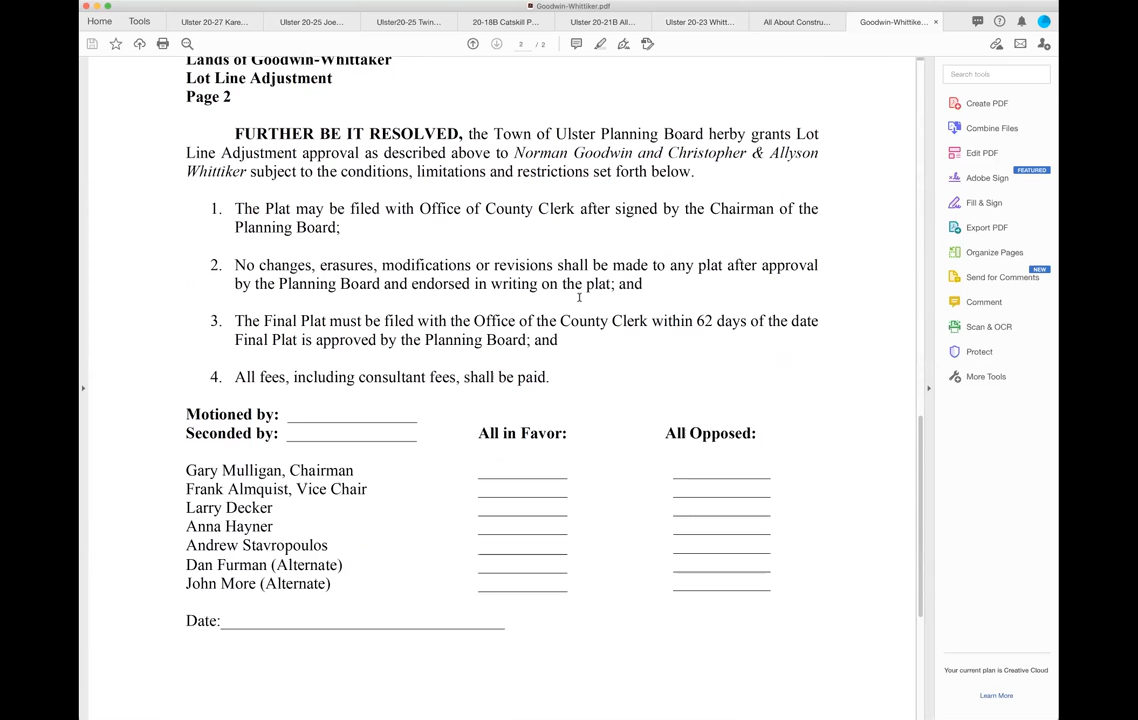 Goodwin-Whittiker.pdf
Home Tools Ulster 20-27 Kare... Ulster 20-25 Joe... Ulster20-25 Twin... 20-18B Catskill P... Ulster 20-21B All... Ulster 20-23 Whitt... All About Constru... Goodwin-Whittike... ×
2 / 2
Lands of Goodwin-Whittaker
Lot Line Adjustment
Page 2
FURTHER BE IT RESOLVED, the Town of Ulster Planning Board herby grants Lot
Line Adjustment approval as described above to Norman Goodwin and Christopher & Allyson
Whittiker subject to the conditions, limitations and restrictions set forth below.
1. The Plat may be filed with Office of County Clerk after signed by the Chairman of the
Planning Board;
2. No changes, erasures, modifications or revisions shall be made to any plat after approval
by the Planning Board and endorsed in writing on the plat; and
3. The Final Plat must be filed with the Office of the County Clerk within 62 days of the date
Final Plat is approved by the Planning Board; and
4. All fees, including consultant fees, shall be paid.
Motioned by:
Seconded by: All in Favor: All Opposed:
Gary Mulligan, Chairman
Frank Almquist, Vice Chair
Larry Decker
Anna Hayner
Andrew Stavropoulos
Dan Furman (Alternate)
John More (Alternate)
Date:
Search tools
Create PDF
Combine Files
Edit PDF
FEATURED
Adobe Sign
Fill & Sign
Export PDF
Organize Pages
NEW
Send for Comments
Comment
Scan & OCR
Protect
More Tools
Your current plan is Creative Cloud
Learn More